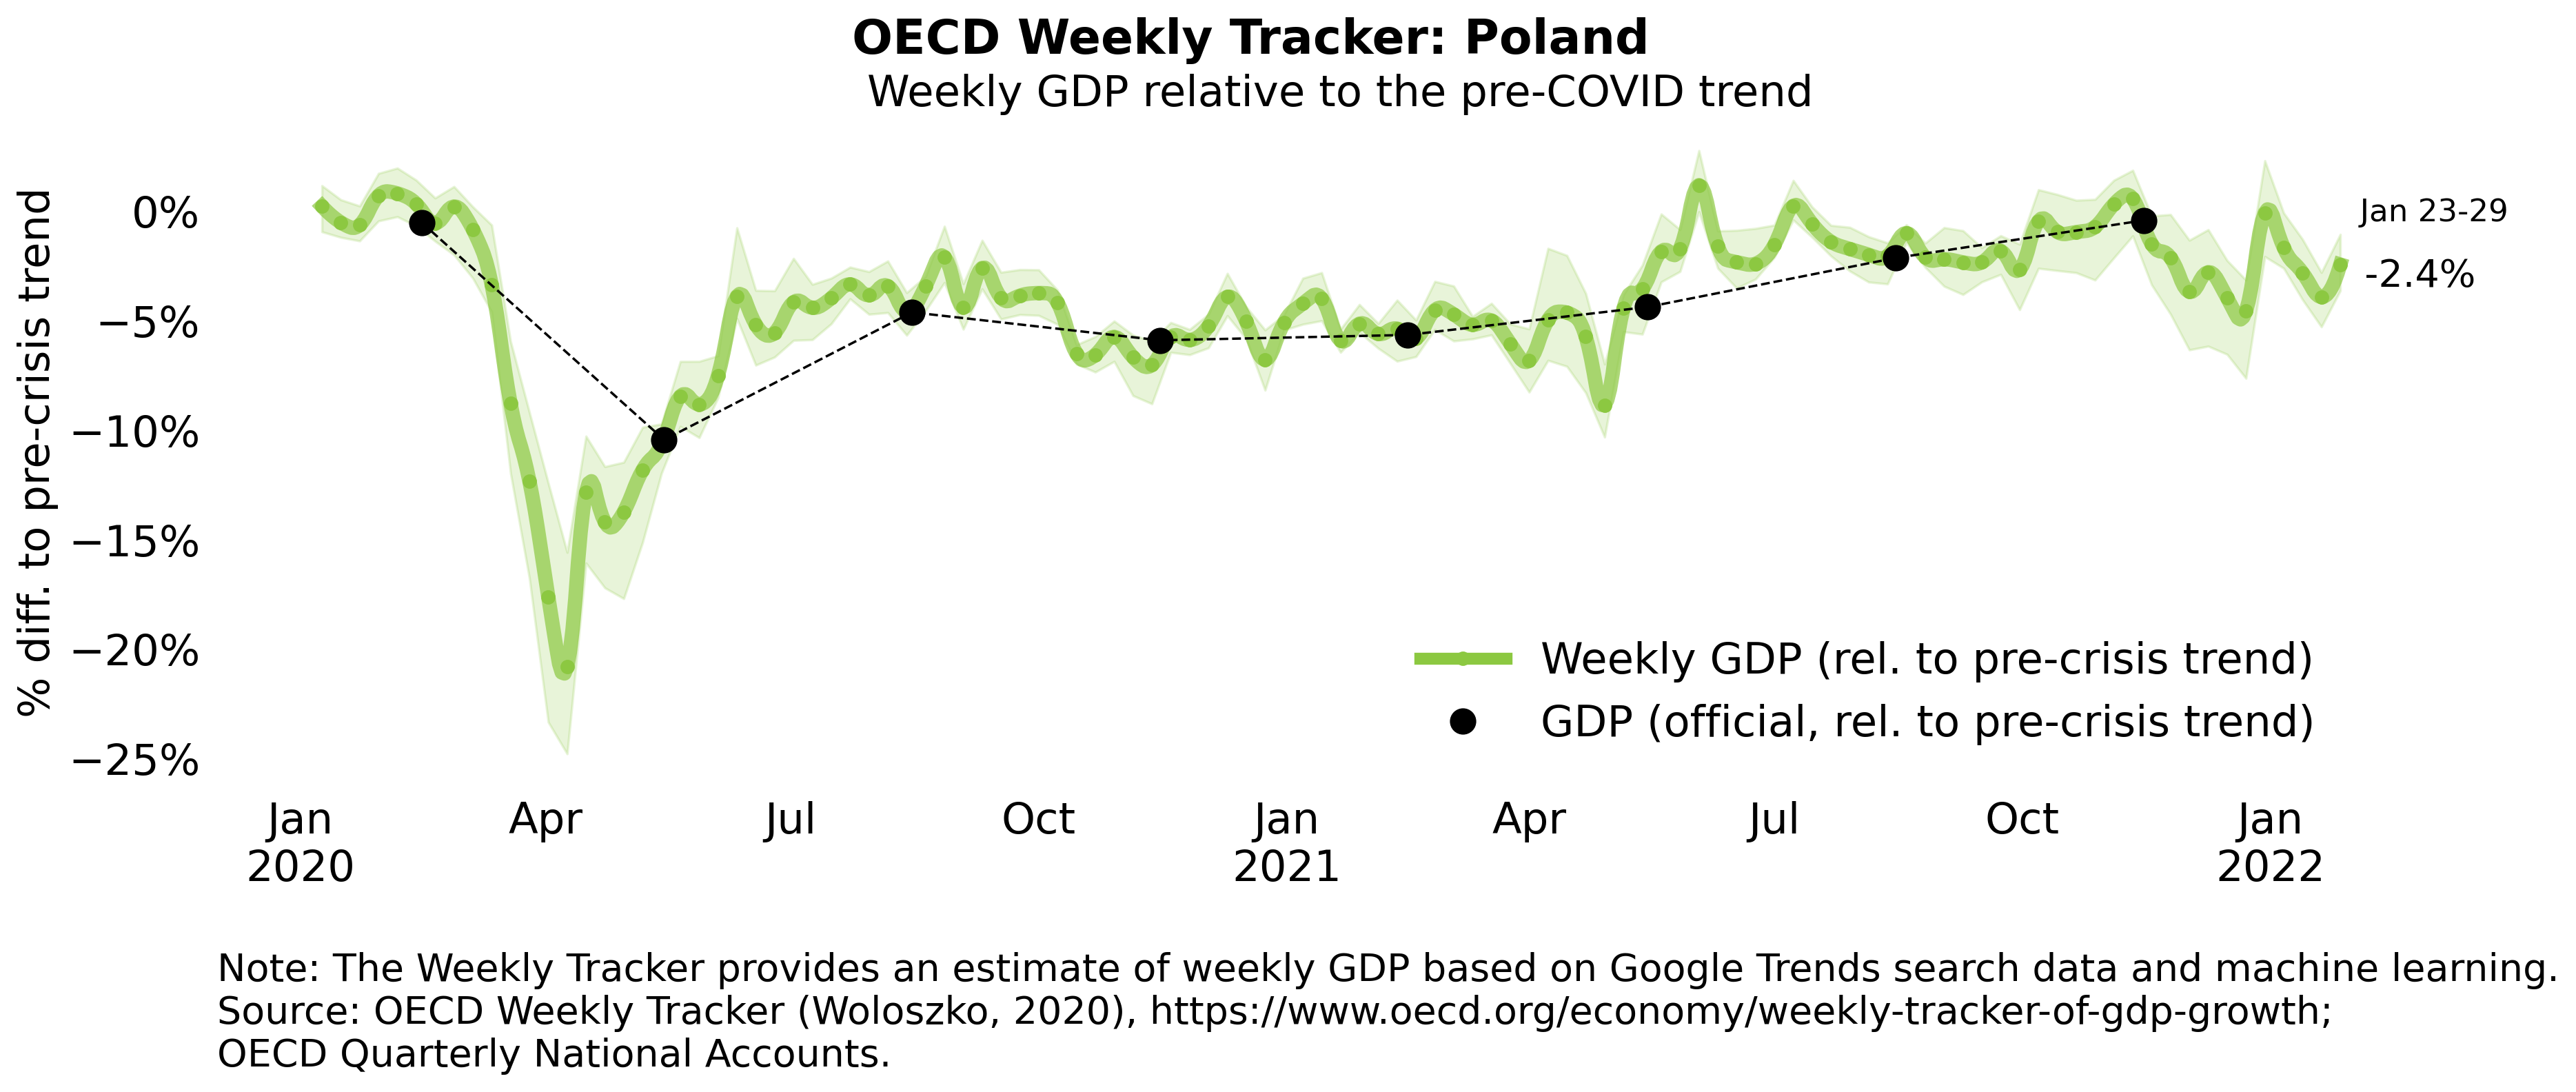 OECD Weekly Tracker: Poland
Weekly GDP relative to the pre-COVID trend
% diff. to pre-crisis trend
0%
−5%
−10%
−15%
−20%
−25%
Jan 23-29
-2.4%
Weekly GDP (rel. to pre-crisis trend)
GDP (official, rel. to pre-crisis trend)
Jan Apr Jul Oct Jan Apr Jul Oct Jan
2020 2021 2022
Note: The Weekly Tracker provides an estimate of weekly GDP based on Google Trends search data and machine learning.
Source: OECD Weekly Tracker (Woloszko, 2020), https://www.oecd.org/economy/weekly-tracker-of-gdp-growth;
OECD Quarterly National Accounts.